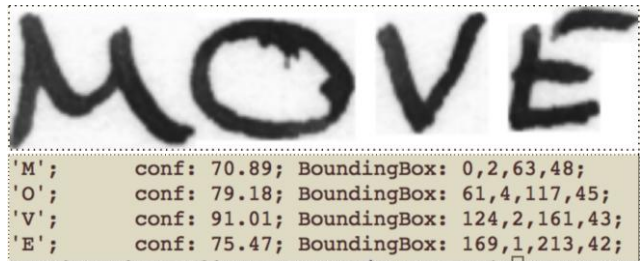 MOVE
'M'; conf: 70.89; BoundingBox: 0,2,63,48;
'O'; conf: 79.18; BoundingBox: 61,4,117,45;
'V'; conf: 91.01; BoundingBox: 124,2,161,43;
'E'; conf: 75.47; BoundingBox: 169,1,213,42;